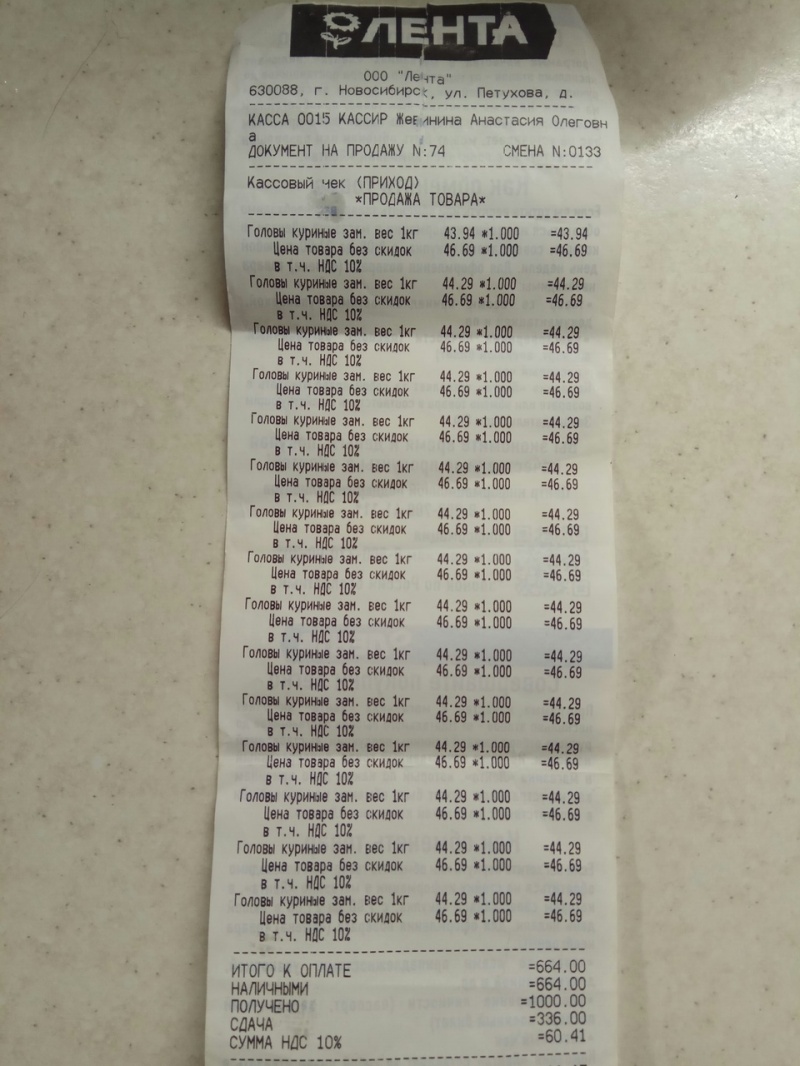 ЛЕНТА
ООО "Лента"
630088, г. Новосибирск, ул. Петухова, д.
КАССА 0015 КАССИР Анастасия Олеговн
а
ДОКУМЕНТ НА ПРОДАЖУ N:74 СМЕНА N:0133
Кассовый чек (ПРИХОД)
*ПРОДАЖА ТОВАРА*
Головы куриные зам. вес 1кг 43.94 *1.000 =43.94
Цена товара без скидок 46.69 *1.000 =46.69
в т.ч. НДС 10%
Головы куриные зам. вес 1кг 44.29 *1.000 =44.29
Цена товара без скидок 46.69 *1.000 =46.69
в т.ч. НДС 10%
Головы куриные зам. вес 1кг 44.29 *1.000 =44.29
Цена товара без скидок 46.69 *1.000 =46.69
в т.ч. НДС 10%
Головы куриные зам. вес 1кг 44.29 *1.000 =44.29
Цена товара без скидок 46.69 *1.000 =46.69
в т.ч. НДС 10%
Головы куриные зам. вес 1кг 44.29 *1.000 =44.29
Цена товара без скидок 46.69 *1.000 =46.69
в т.ч. НДС 10%
Головы куриные зам. вес 1кг 44.29 *1.000 =44.29
Цена товара без скидок 46.69 *1.000 =46.69
в т.ч. НДС 10%
Головы куриные зам. вес 1кг 44.29 *1.000 =44.29
Цена товара без скидок 46.69 *1.000 =46.69
в т.ч. НДС 10%
Головы куриные зам. вес 1кг 44.29 *1.000 =44.29
Цена товара без скидок 46.69 *1.000 =46.69
в т.ч. НДС 10%
Головы куриные зам. вес 1кг 44.29 *1.000 =44.29
Цена товара без скидок 46.69 *1.000 =46.69
в т.ч. НДС 10%
Головы куриные зам. вес 1кг 44.29 *1.000 =44.29
Цена товара без скидок 46.69 *1.000 =46.69
в т.ч. НДС 10%
Головы куриные зам. вес 1кг 44.29 *1.000 =44.29
Цена товара без скидок 46.69 *1.000 =46.69
в т.ч. НДС 10%
Головы куриные зам. вес 1кг 44.29 *1.000 =44.29
Цена товара без скидок 46.69 *1.000 =46.69
в т.ч. НДС 10%
Головы куриные зам. вес 1кг 44.29 *1.000 =44.29
Цена товара без скидок 46.69 *1.000 =46.69
в т.ч. НДС 10%
Головы куриные зам. вес 1кг 44.29 *1.000 =44.29
Цена товара без скидок 46.69 *1.000 =46.69
в т.ч. НДС 10%
Головы куриные зам. вес 1кг 44.29 *1.000 =44.29
Цена товара без скидок 46.69 *1.000 =46.69
в т.ч. НДС 10%
ИТОГО К ОПЛАТЕ =664.00
НАЛИЧНЫМИ =664.00
ПОЛУЧЕНО =1000.00
СДАЧА =336.00
СУММА НДС 10% =60.41